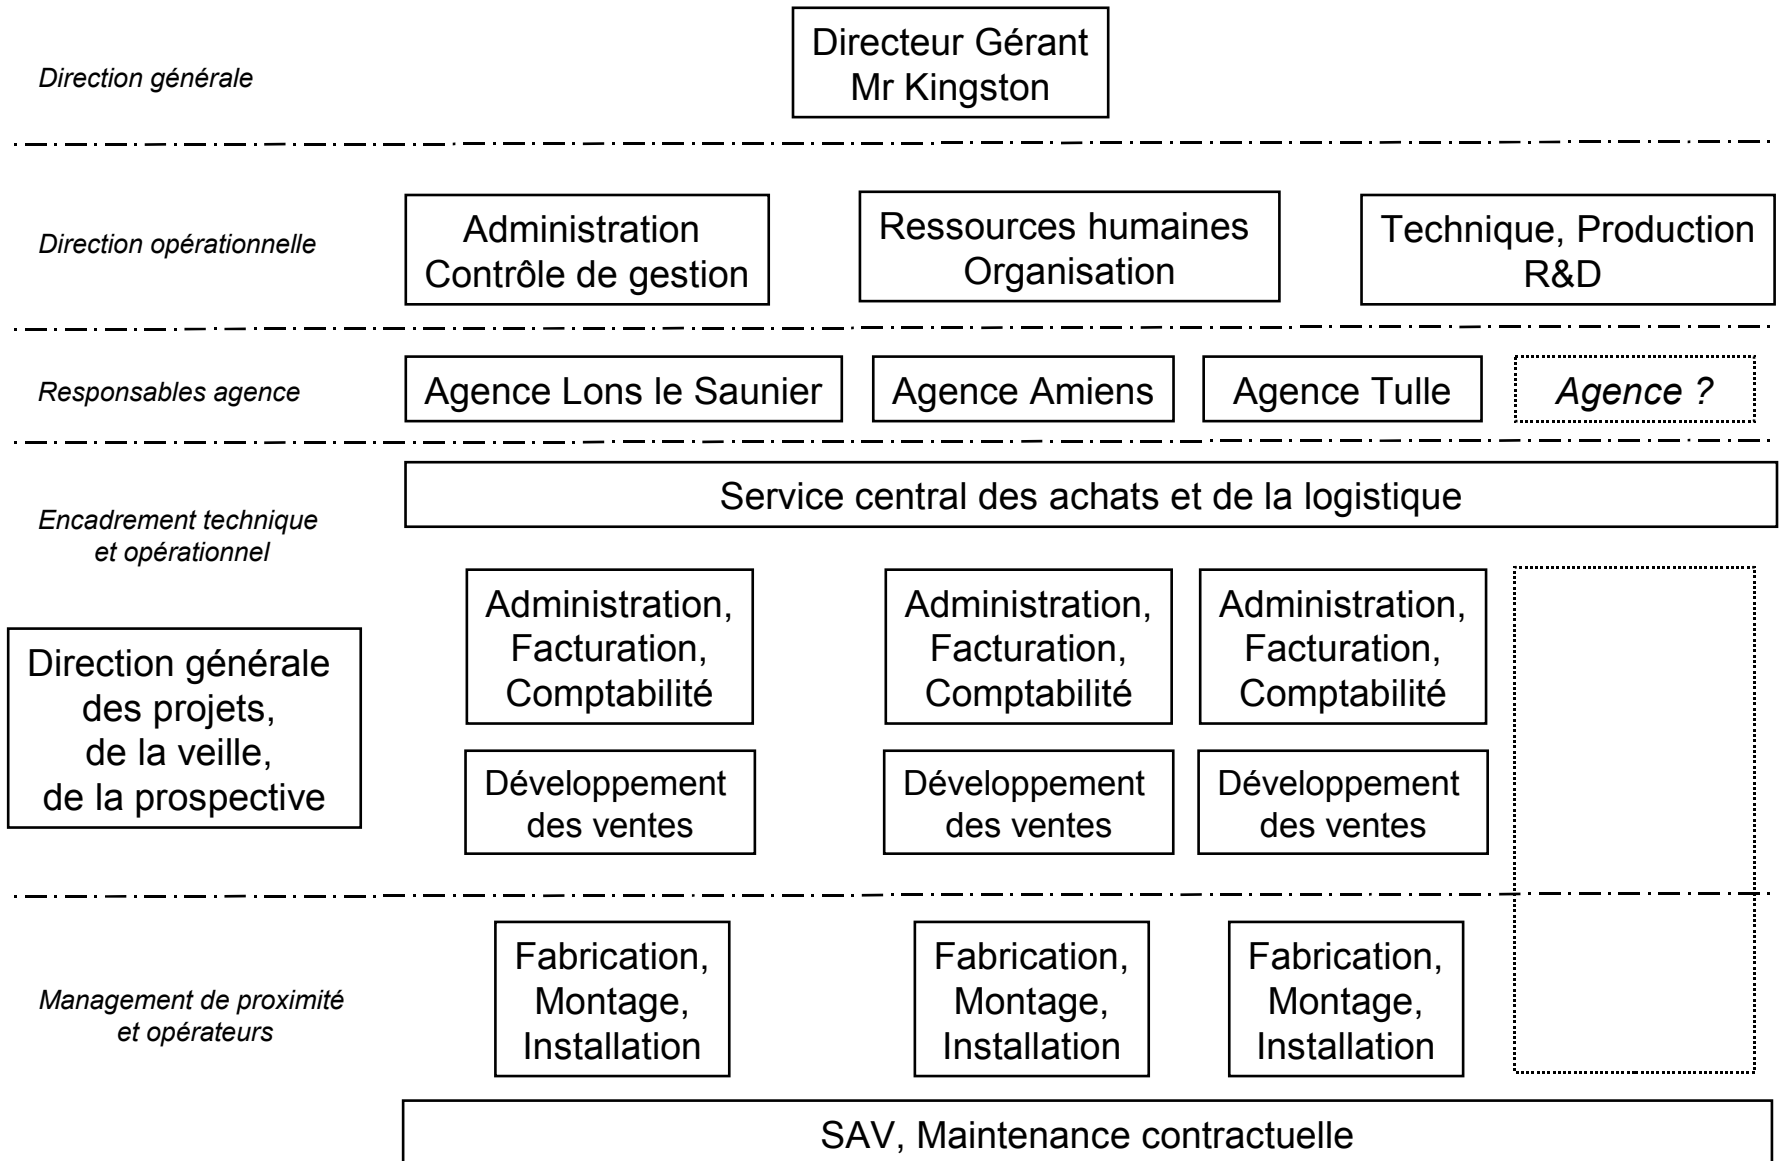 Directeur Gérant
Mr Kingston
Direction générale
Direction opérationnelle
Administration
Contrôle de gestion
Ressources humaines
Organisation
Technique, Production
R&D
Responsables agence
Agence Lons le Saunier
Agence Amiens
Agence Tulle
Agence ?
Encadrement technique
et opérationnel
Service central des achats et de la logistique
Direction générale
des projets,
de la veille,
de la prospective
Administration,
Facturation,
Comptabilité
Administration,
Facturation,
Comptabilité
Administration,
Facturation,
Comptabilité
Développement
des ventes
Développement
des ventes
Développement
des ventes
Management de proximité
et opérateurs
Fabrication,
Montage,
Installation
Fabrication,
Montage,
Installation
Fabrication,
Montage,
Installation
SAV, Maintenance contractuelle